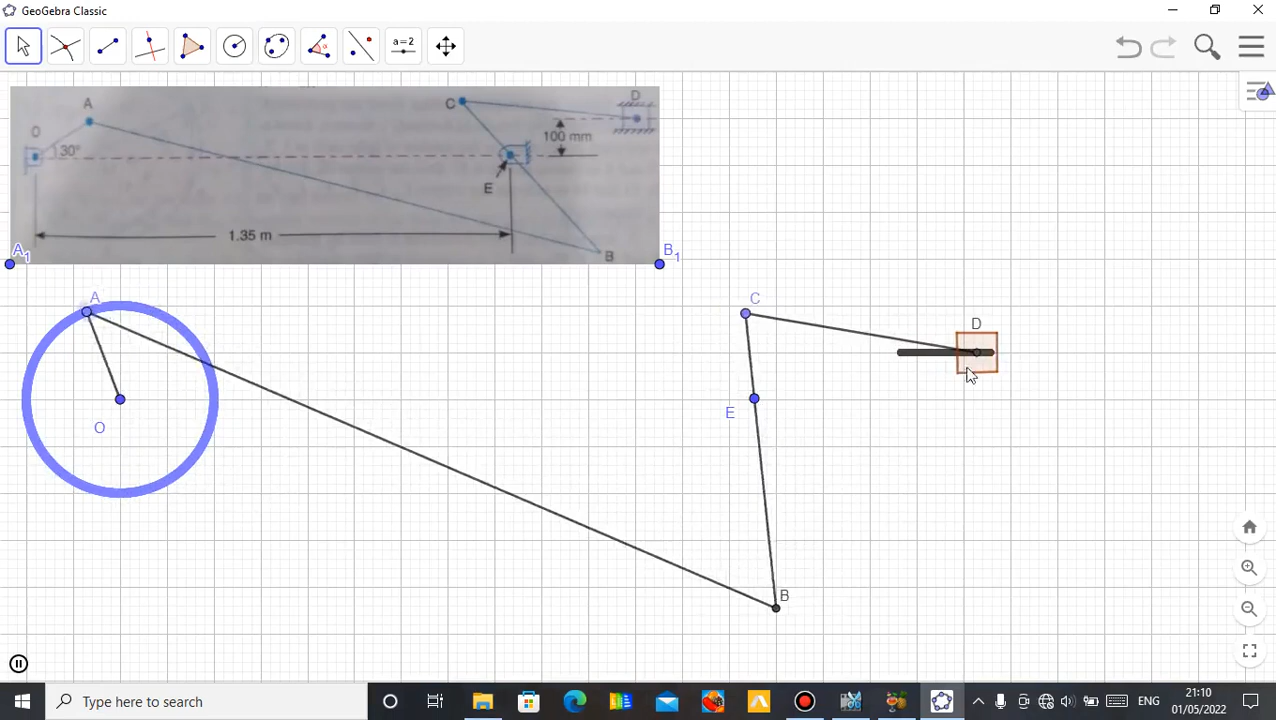 GeoGebra Classic
a=2
A
O
30°
C
D
100 mm
E
1.35 m
B
A1
B1
A
O
C
D
E
B
Type here to search
ENG
21:10
01/05/2022